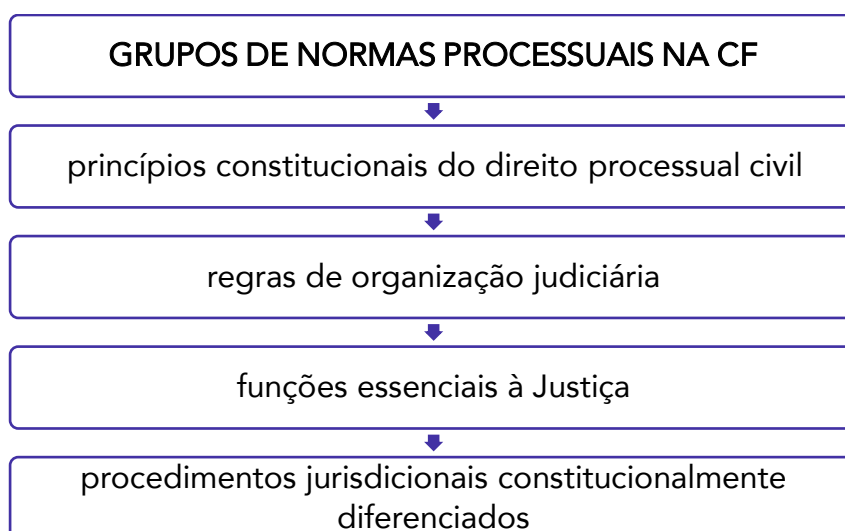 GRUPOS DE NORMAS PROCESSUAIS NA CF
princípios constitucionais do direito processual civil
regras de organização judiciária
funções essenciais à Justiça
procedimentos jurisdicionais constitucionalmente
diferenciados